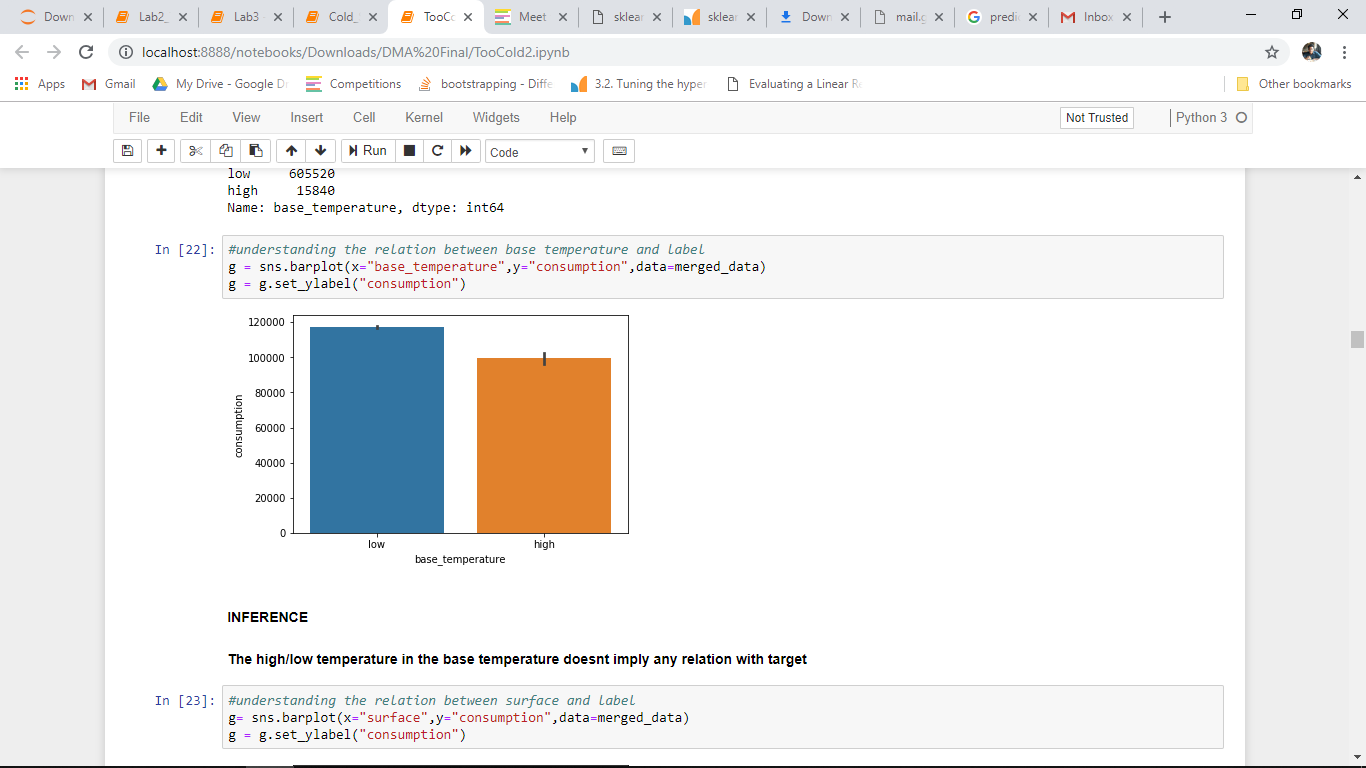 Down
Lab2_
Lab3
Cold_
TooCo
Meet
sklear
sklear
Down
mail.g
predi
Inbox
localhost:8888/notebooks/Downloads/DMA%20Final/TooCold2.ipynb
Apps
Gmail
My Drive - Google Dr
Competitions
bootstrapping - Diffe
3.2. Tuning the hyper
Evaluating a Linear Re
Other bookmarks
File Edit View Insert Cell Kernel Widgets Help
Not Trusted
Python 3
Run
Code
low 605520
high 15840
Name: base_temperature, dtype: int64
In [22]:
#understanding the relation between base temperature and label
g = sns.barplot(x="base_temperature",y="consumption",data=merged_data)
g = g.set_ylabel("consumption")
120000
100000
80000
60000
40000
20000
0
consumption
low high
base_temperature
INFERENCE
The high/low temperature in the base temperature doesnt imply any relation with target
In [23]:
#understanding the relation between surface and label
g= sns.barplot(x="surface",y="consumption",data=merged_data)
g = g.set_ylabel("consumption")